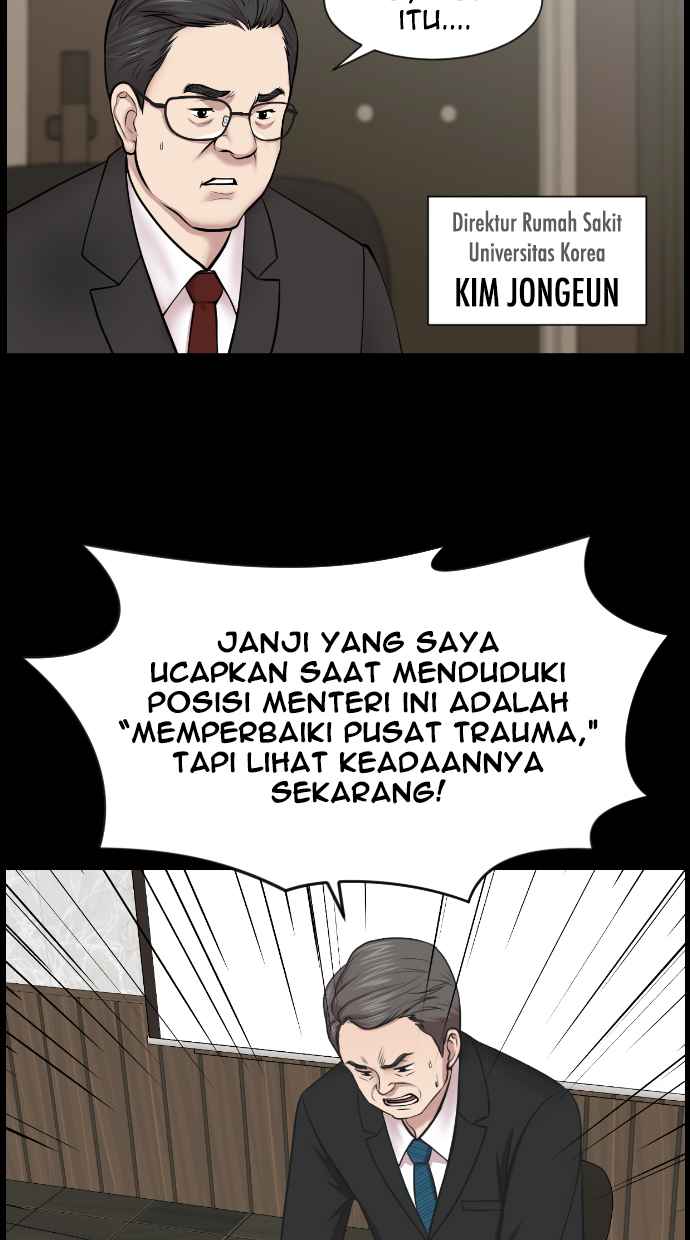 ITU....
Direktur Rumah Sakit
Universitas Korea
KIM JONGEUN
JANJI YANG SAYA
UCAPKAN SAAT MENDUDUKI
POSISI MENTERI INI ADALAH
“MEMPERBAIKI PUSAT TRAUMA,"
TAPI LIHAT KEADAANNYA
SEKARANG!